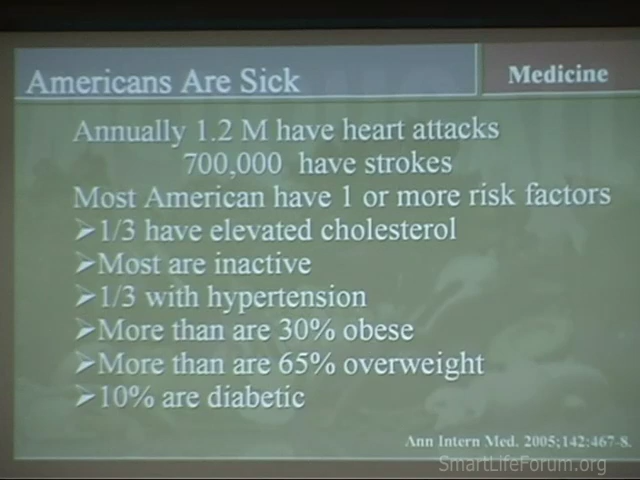 Americans Are Sick
Medicine
Annually 1.2 M have heart attacks
700,000 have strokes
Most American have 1 or more risk factors
➢1/3 have elevated cholesterol
➢Most are inactive
➢1/3 with hypertension
➢More than are 30% obese
➢More than are 65% overweight
➢10% are diabetic
Ann Intern Med. 2005;142:467-8.
SmartLifeForum.org